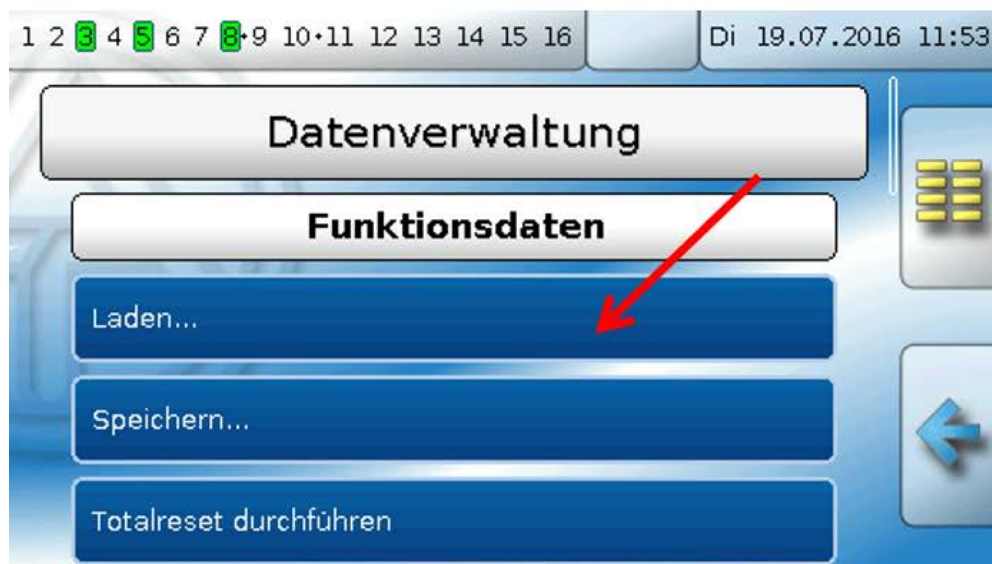 1 2 3 4 5 6 7 8·9 10·11 12 13 14 15 16 Di 19.07.2016 11:53
Datenverwaltung
Funktionsdaten
Laden...
Speichern...
Totalreset durchführen